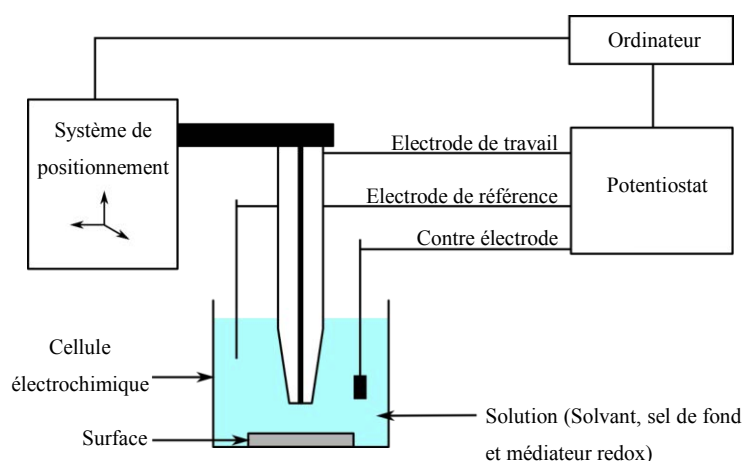 Ordinateur
Système de
positionnement
Electrode de travail
Electrode de référence
Potentiostat
Contre électrode
Cellule
électrochimique
Surface
Solution (Solvant, sel de fond
et médiateur redox)